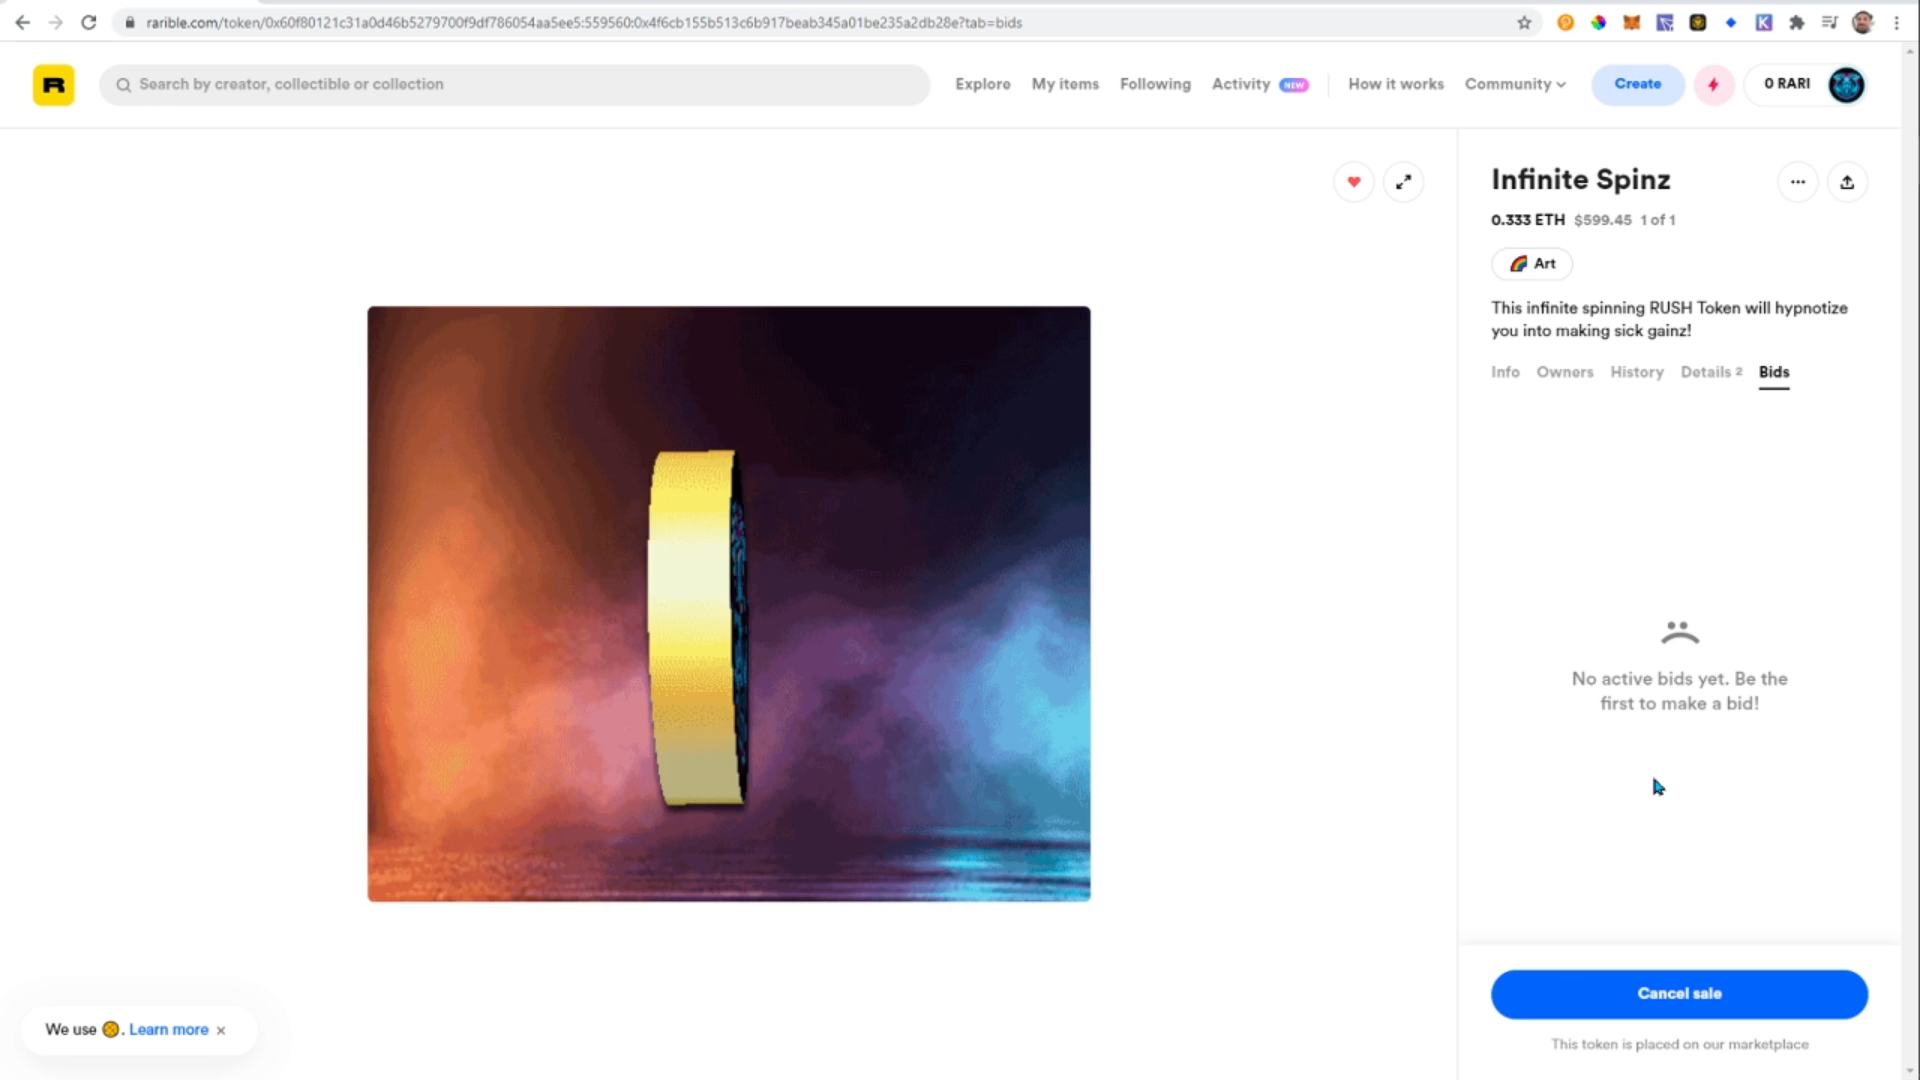 rarible.com/token/0x60f80121c31a0d46b5279700f9df786054aa5ee5:559560:0x4f6cb155b513c6b917beab345a01be235a2db28e?tab=bids
R
Search by creator, collectible or collection
Explore My items Following Activity NEW How it works Community Create 0 RARI
Infinite Spinz
0.333 ETH $599.45 1 of 1
Art
This infinite spinning RUSH Token will hypnotize
you into making sick gainz!
Info Owners History Details 2 Bids
No active bids yet. Be the
first to make a bid!
Cancel sale
This token is placed on our marketplace
We use 🍪. Learn more ×